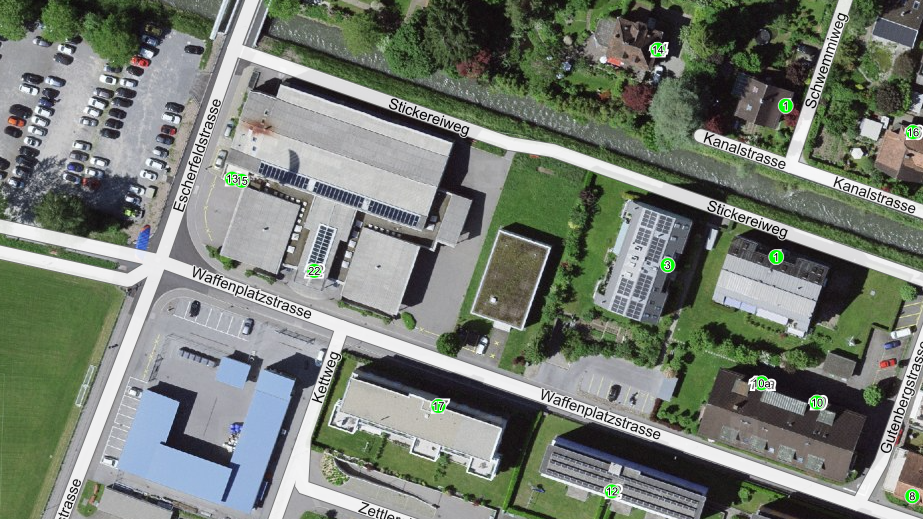 14
Schwermiweg
1
16
Stickereiweg
Kanalstrasse
Kanalstrasse
Escherfeldstrasse
13
15
Stickereiweg
22
3
1
Waffenplatzstrasse
Kettweg
10a
10
17
Waffenplatzstrasse
Gutenbergstrasse
12
8
strasse
Zettler